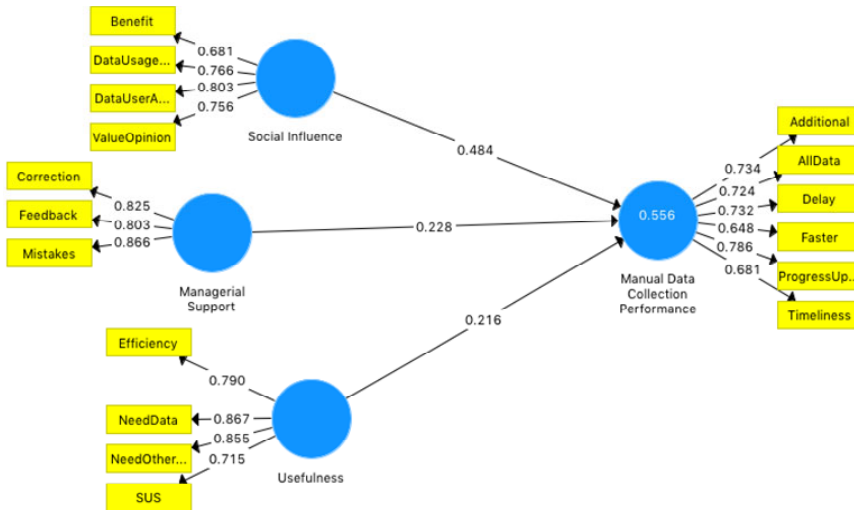 Benefit
0.681
DataUsage...
0.766
DataUserA...
0.803
0.756
ValueOpinion
Social Influence
0.484
Correction
0.825
Feedback
0.803
Mistakes
0.866
Managerial
Support
0.228
Efficiency
0.790
NeedData
0.867
0.855
NeedOther...
0.715
SUS
Usefulness
0.216
0.556
Manual Data
Collection
Performance
Additional
0.734
AllData
0.724
Delay
0.732
0.648
Faster
0.786
ProgressUp...
0.681
Timeliness